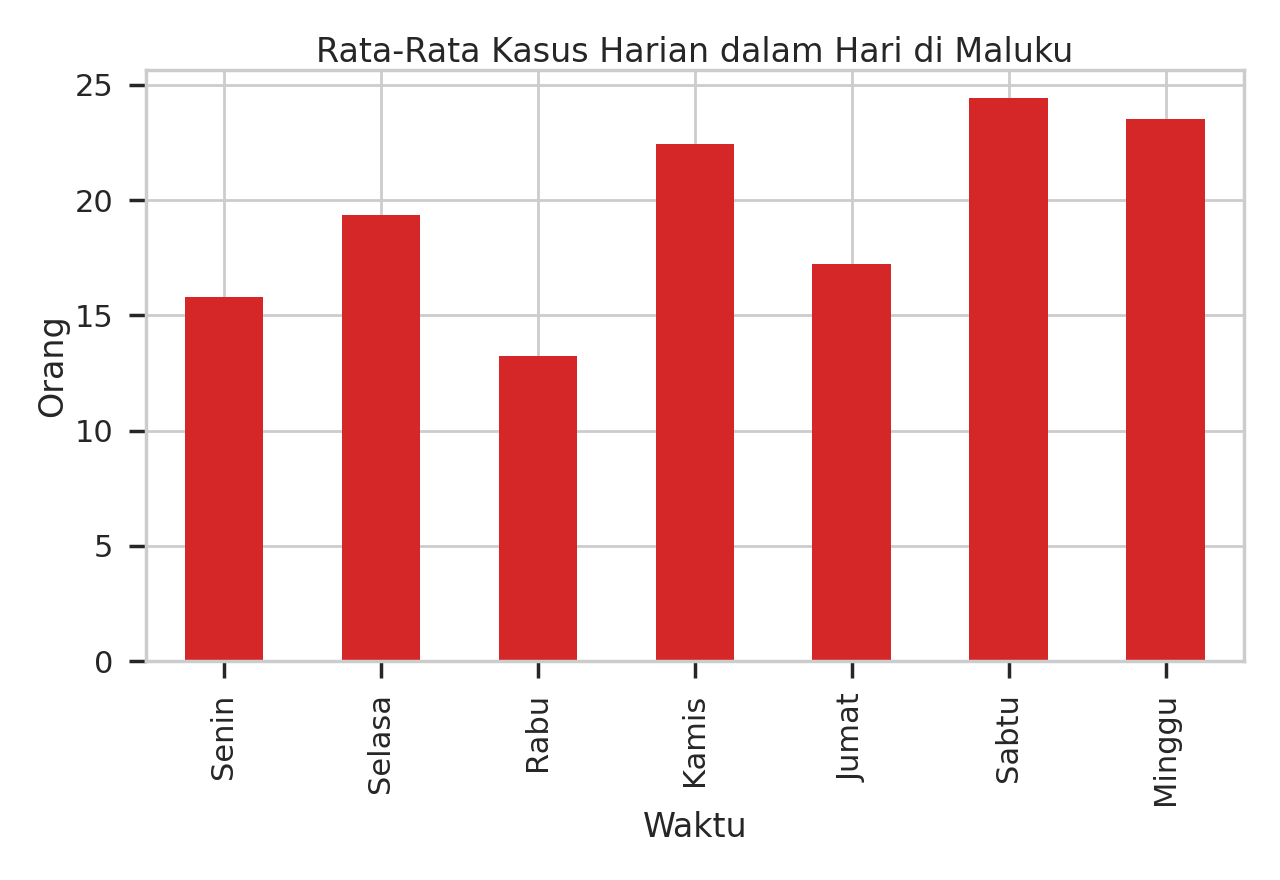 Rata-Rata Kasus Harian dalam Hari di Maluku
25
20
15
10
5
0
Orang
Senin
Selasa
Rabu
Kamis
Jumat
Sabtu
Minggu
Waktu